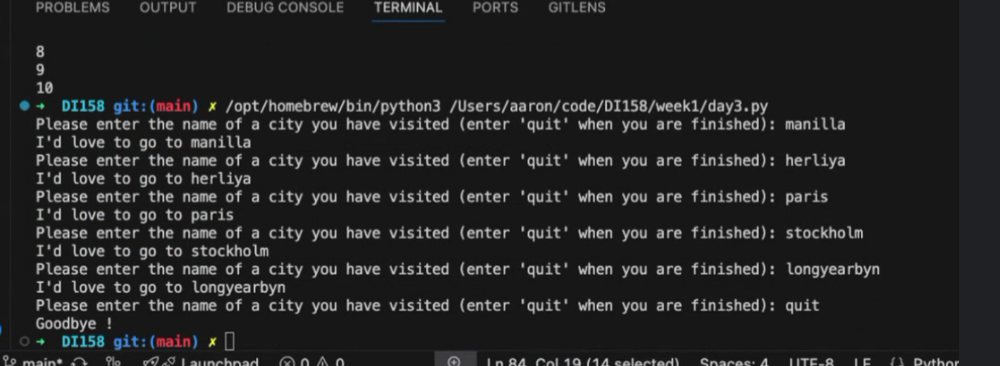 PROBLEMS OUTPUT DEBUG CONSOLE TERMINAL PORTS GITLENS
8
9
10
➜ DI158 git:(main) ✗ /opt/homebrew/bin/python3 /Users/aaron/code/DI158/week1/day3.py
Please enter the name of a city you have visited (enter 'quit' when you are finished): manilla
I'd love to go to manilla
Please enter the name of a city you have visited (enter 'quit' when you are finished): herliya
I'd love to go to herliya
Please enter the name of a city you have visited (enter 'quit' when you are finished): paris
I'd love to go to paris
Please enter the name of a city you have visited (enter 'quit' when you are finished): stockholm
I'd love to go to stockholm
Please enter the name of a city you have visited (enter 'quit' when you are finished): longyearbyn
I'd love to go to longyearbyn
Please enter the name of a city you have visited (enter 'quit' when you are finished): quit
Goodbye !
➜ DI158 git:(main) ✗
main* Launchpad 0 0 Ln 84, Col 19 (14 selected) Spaces: 4 UTF-8 LF {} Python